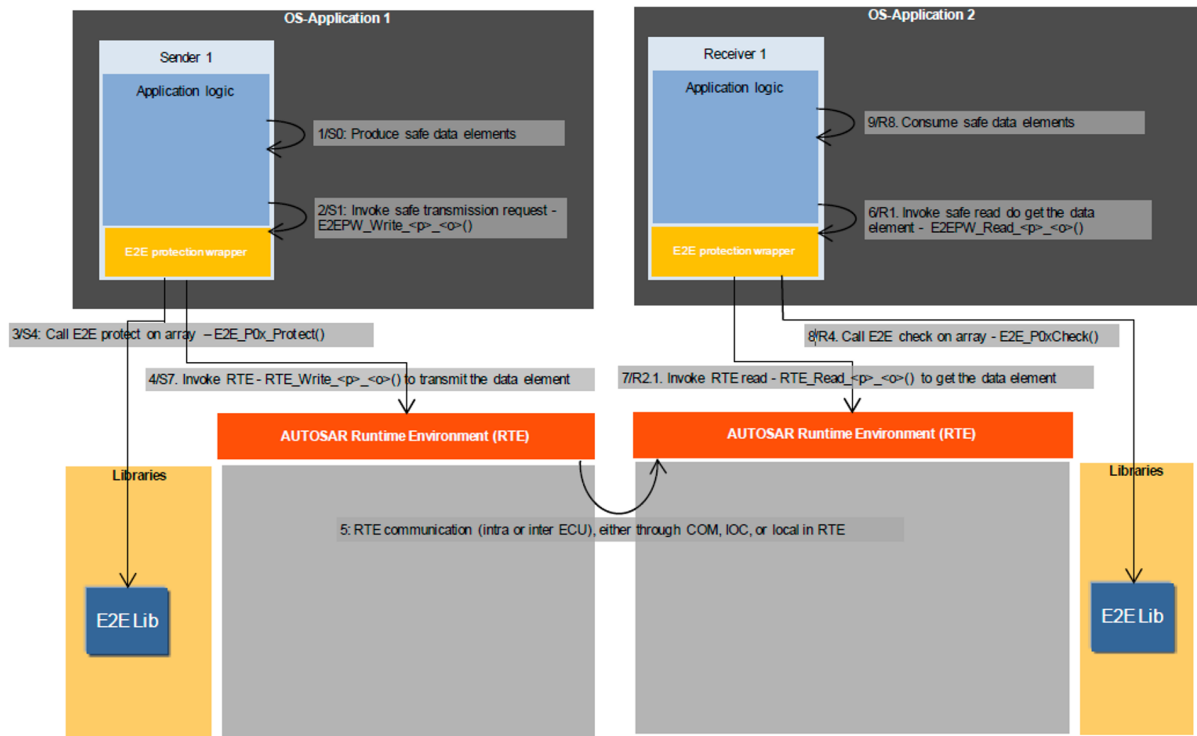 OS-Application 1
Sender 1
Application logic
1/S0: Produce safe data elements
2/S1: Invoke safe transmission request -
E2EPW_Write_<p>_<o>()
E2E protection wrapper
3/S4: Call E2E protect on array – E2E_P0x_Protect()
4/S7. Invoke RTE - RTE_Write_<p>_<o>() to transmit the data element
AUTOSAR Runtime Environment (RTE)
Libraries
E2E Lib
OS-Application 2
Receiver 1
Application logic
9/R8. Consume safe data elements
6/R1. Invoke safe read do get the data
element - E2EPW_Read_<p>_<o>()
E2E protection wrapper
8/R4. Call E2E check on array - E2E_P0xCheck()
7/R2.1. Invoke RTE read - RTE_Read_<p>_<o>() to get the data element
AUTOSAR Runtime Environment (RTE)
Libraries
5: RTE communication (intra or inter ECU), either through COM, IOC, or local in RTE
E2E Lib